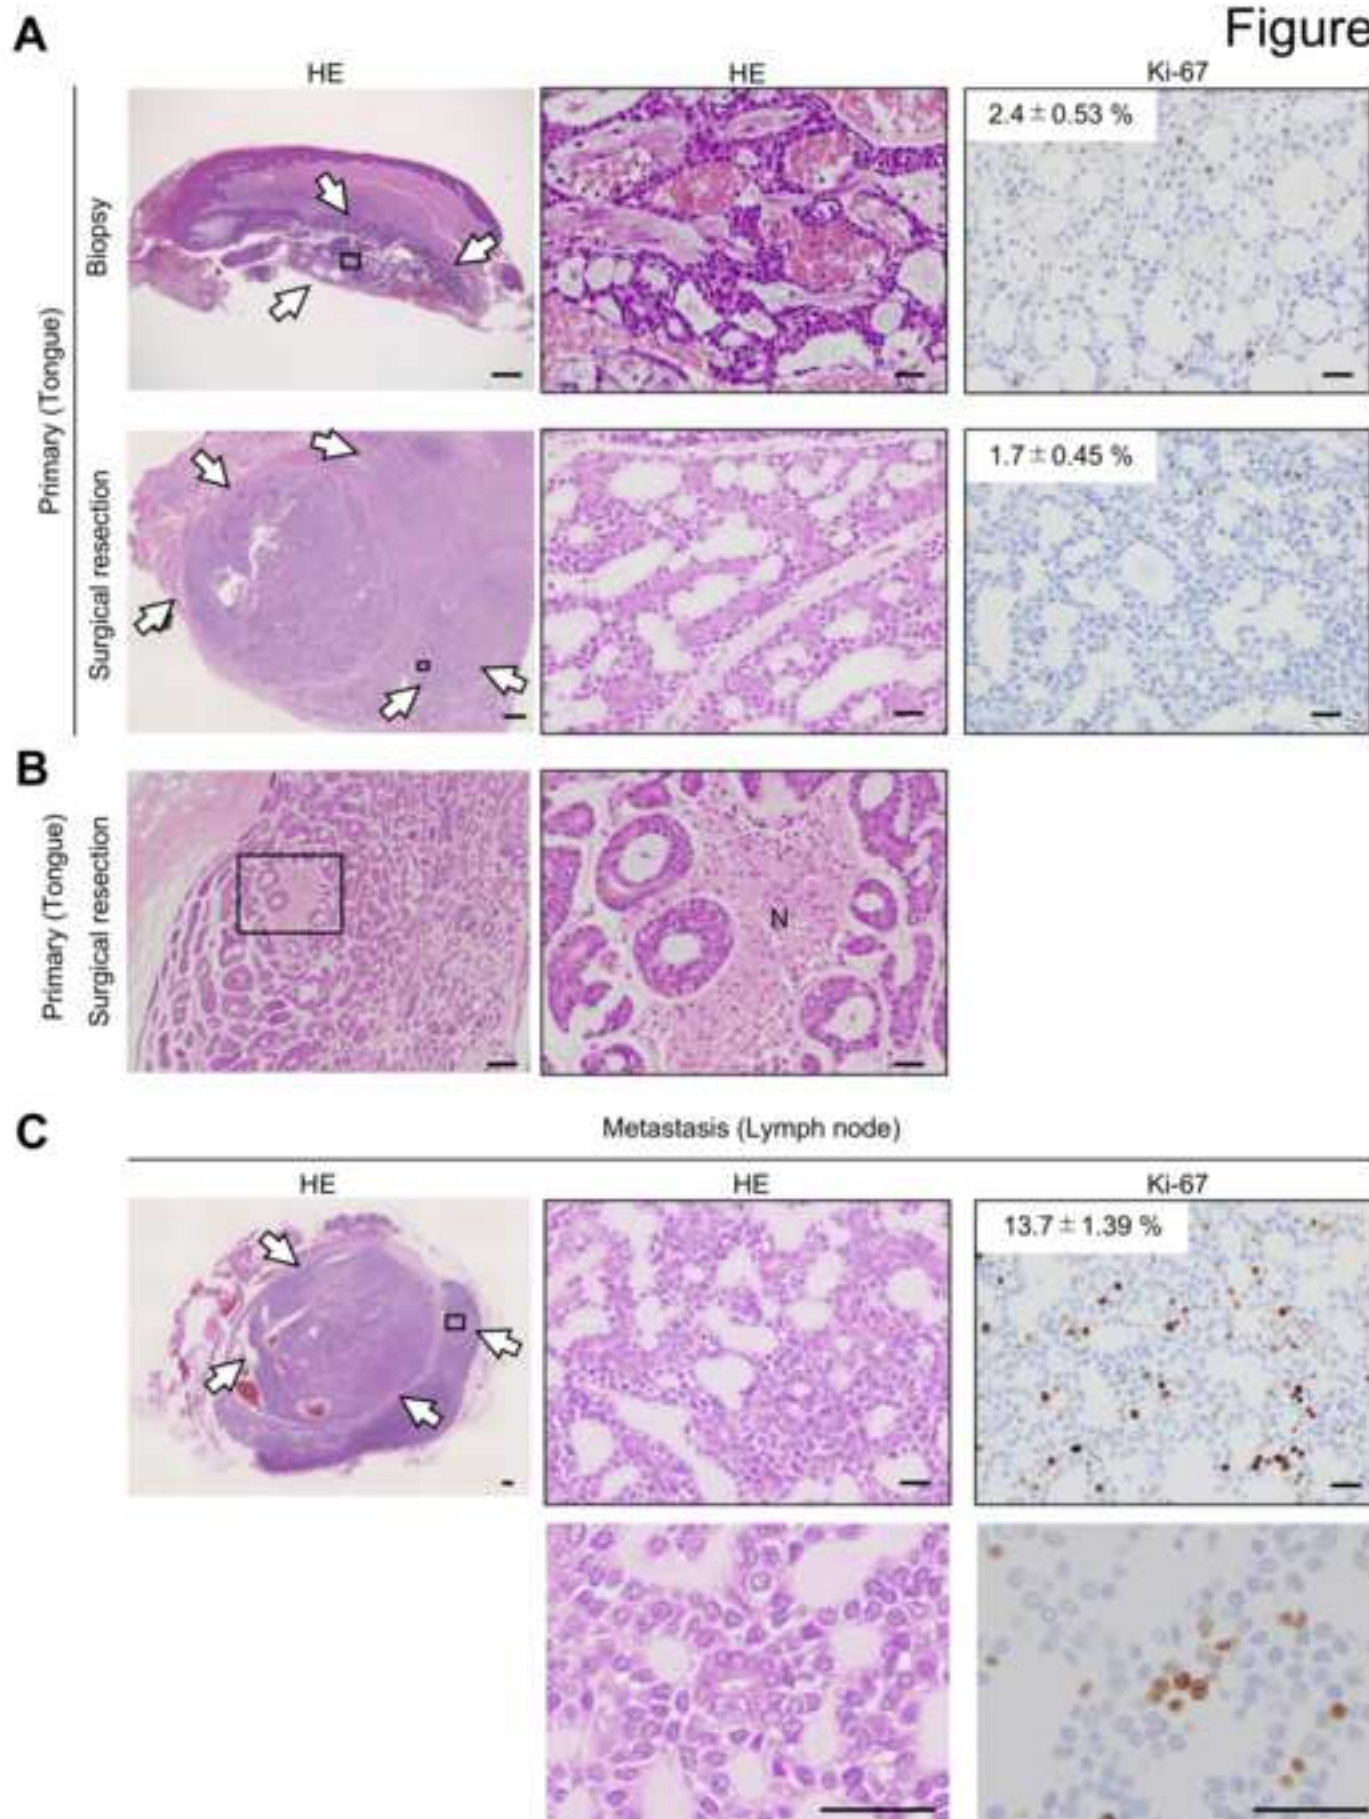 Figure
A
HE
HE
Ki-67
Primary (Tongue)
Biopsy
2.4 ± 0.53 %
Surgical resection
1.7 ± 0.45 %
B
Primary (Tongue)
Surgical resection
N
C
Metastasis (Lymph node)
HE
HE
Ki-67
13.7 ± 1.39 %